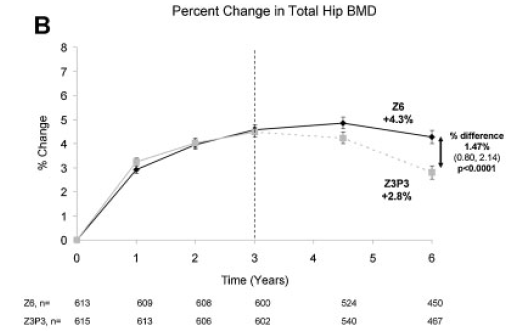 Percent Change in Total Hip BMD
B
8
7
6
5
4
3
2
1
0
% Change
Z6
+4.3%
% difference
1.47%
(0.80, 2.14)
p<0.0001
Z3P3
+2.8%
0 1 2 3 4 5 6
Time (Years)
Z6, n= 613 609 608 600 524 450
Z3P3, n= 615 613 606 602 540 467